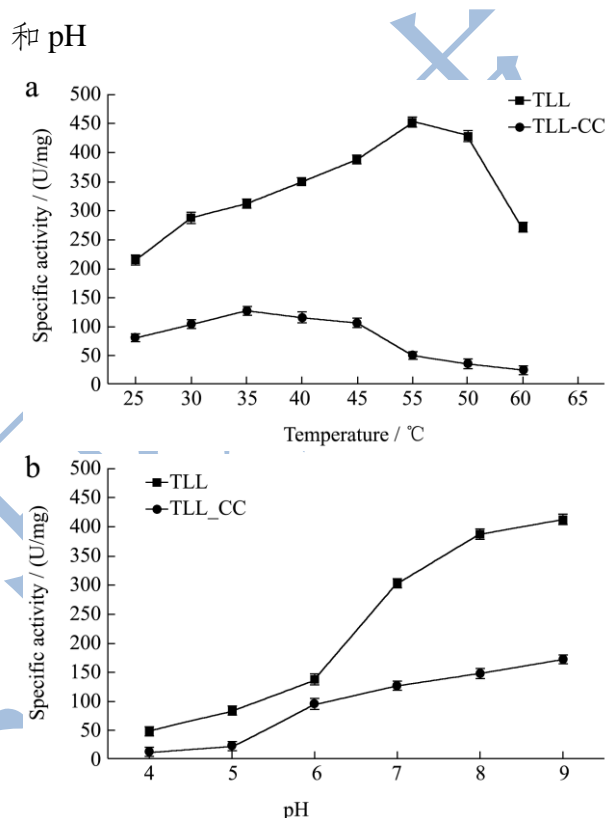 和 pH
a
500
450
400
350
300
250
200
150
100
50
0
Specific activity / (U/mg)
TLL
TLL-CC
25 30 35 40 45 55 50 60 65
Temperature / ℃
b
500
450
400
350
300
250
200
150
100
50
0
Specific activity / (U/mg)
TLL
TLL_CC
4 5 6 7 8 9
pH